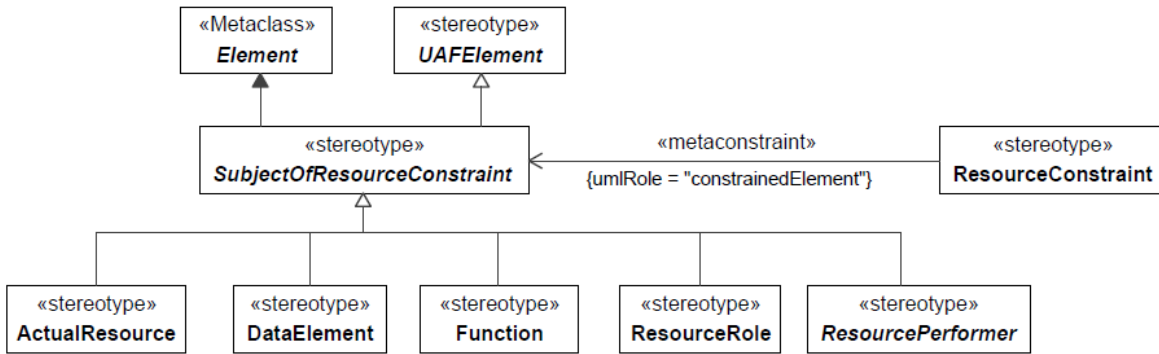 «Metaclass»
Element
«stereotype»
UAFElement
«stereotype»
SubjectOfResourceConstraint
«metaconstraint»
{umlRole = "constrainedElement"}
«stereotype»
ResourceConstraint
«stereotype»
ActualResource
«stereotype»
DataElement
«stereotype»
Function
«stereotype»
ResourceRole
«stereotype»
ResourcePerformer